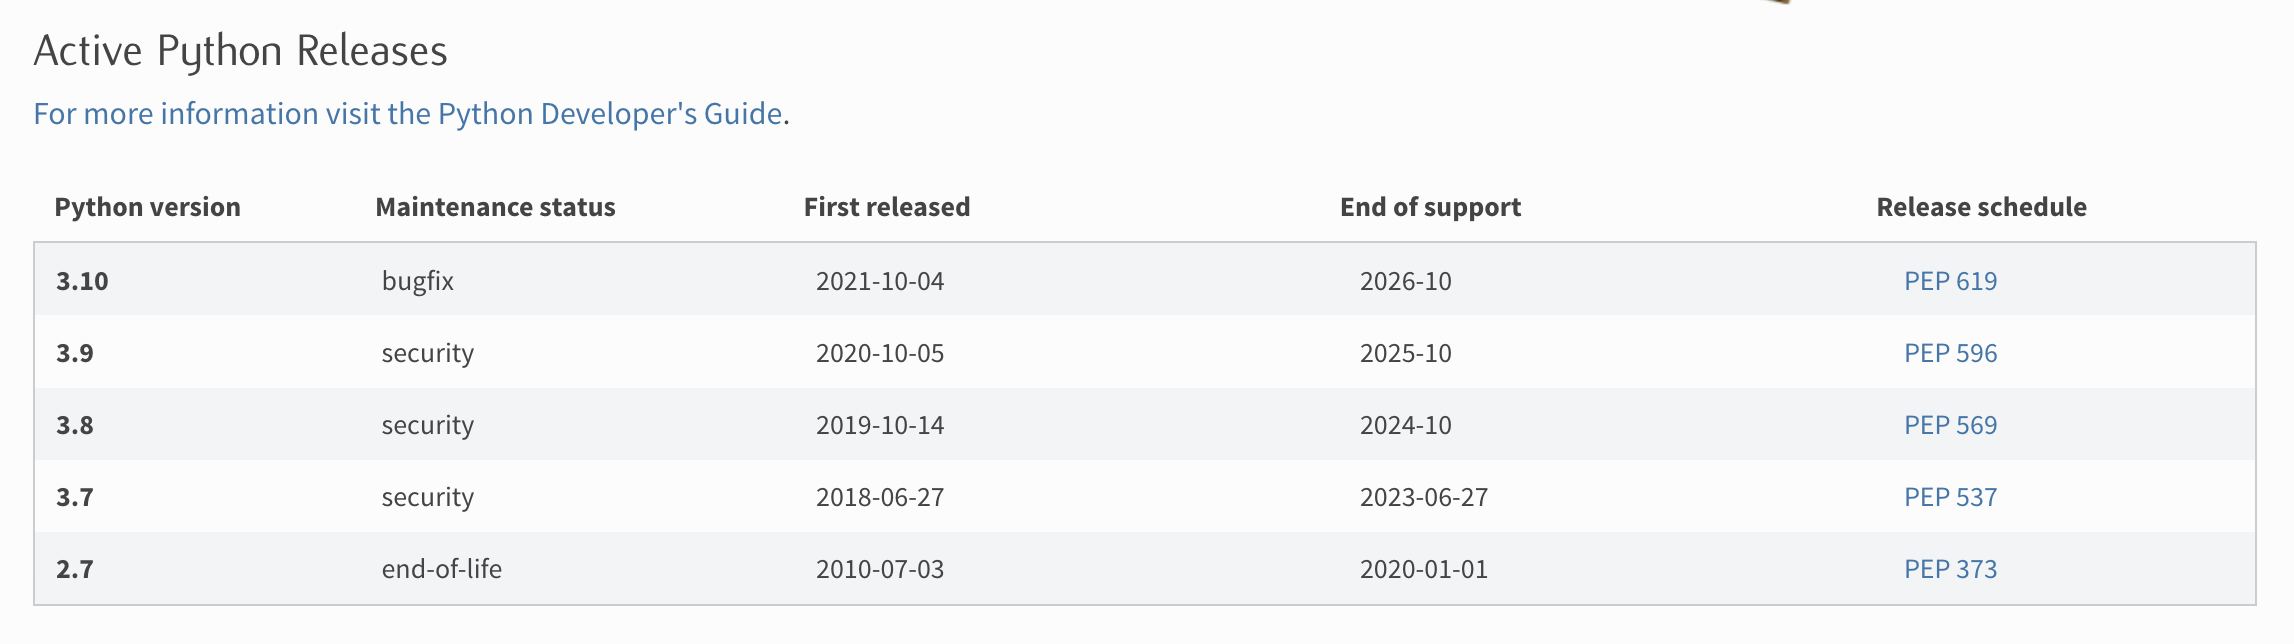 Active Python Releases
For more information visit the Python Developer's Guide.
Python version Maintenance status First released End of support Release schedule
3.10 bugfix 2021-10-04 2026-10 PEP 619
3.9 security 2020-10-05 2025-10 PEP 596
3.8 security 2019-10-14 2024-10 PEP 569
3.7 security 2018-06-27 2023-06-27 PEP 537
2.7 end-of-life 2010-07-03 2020-01-01 PEP 373